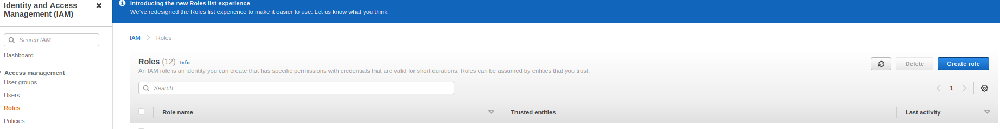 Identity and Access
Management (IAM)
Search IAM
Dashboard
Access management
User groups
Users
Roles
Policies
Introducing the new Roles list experience
We've redesigned the Roles list experience to make it easier to use. Let us know what you think.
IAM
Roles
Roles (12) Info
An IAM role is an identity you can create that has specific permissions with credentials that are valid for short durations. Roles can be assumed by entities that you trust.
Delete
Create role
Search
1
Role name
Trusted entities
Last activity